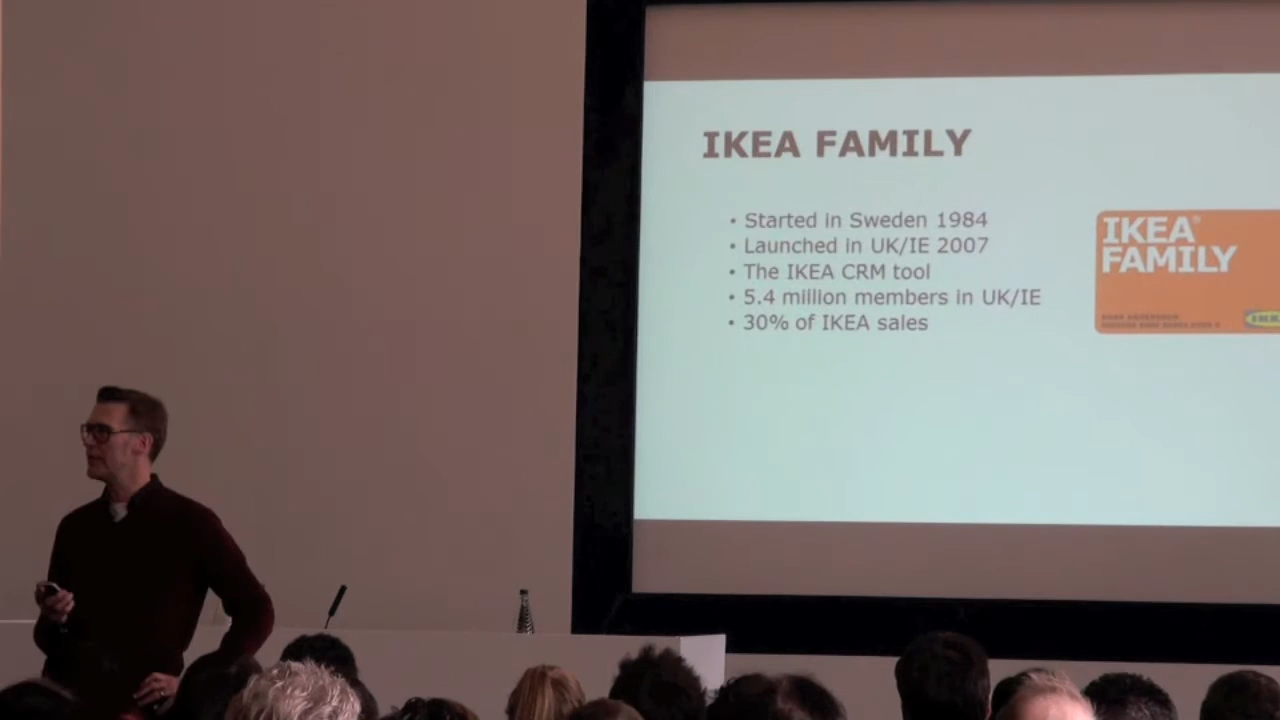 IKEA FAMILY
• Started in Sweden 1984
• Launched in UK/IE 2007
• The IKEA CRM tool
• 5.4 million members in UK/IE
• 30% of IKEA sales
IKEA®
FAMILY